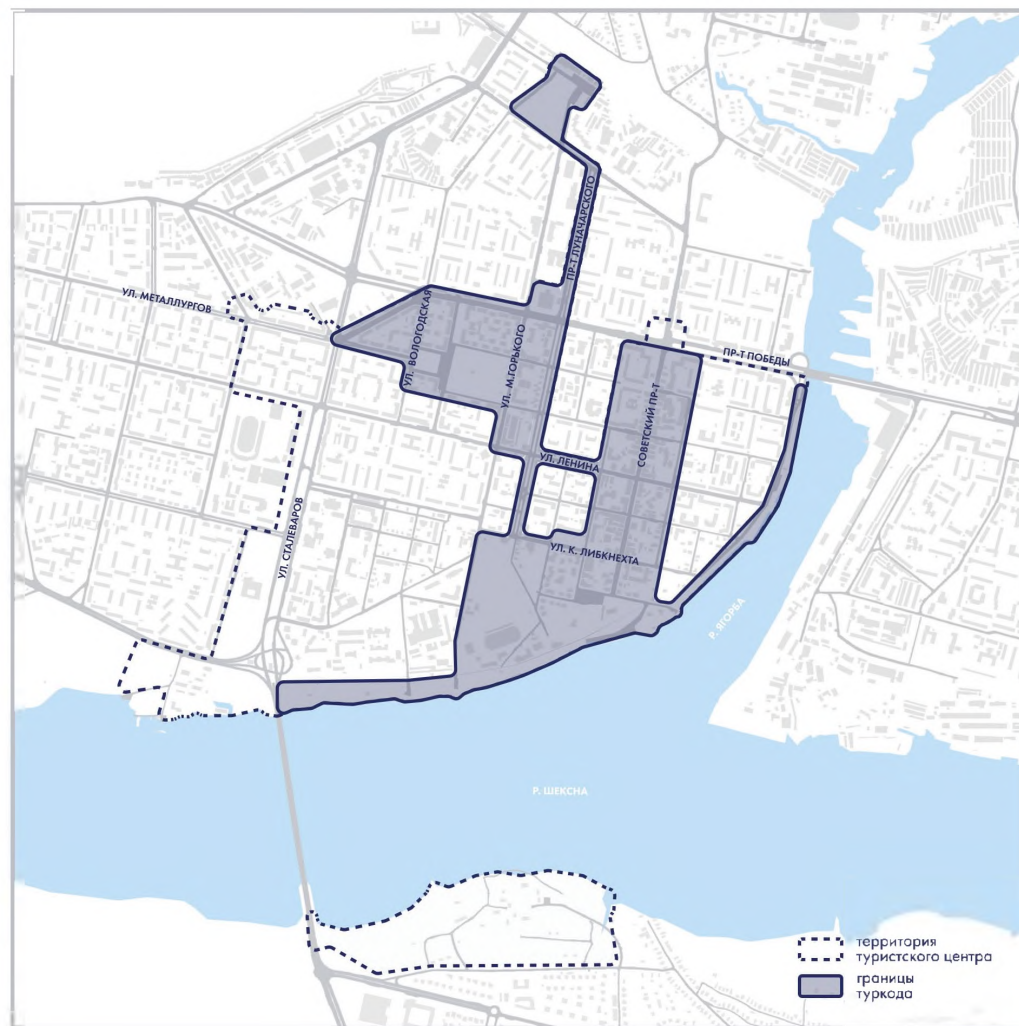 ПР-Т ЛУНАЧАРСКОГО
УЛ. МЕТАЛЛУРГОВ
УЛ. ВОЛОГОДСКАЯ
УЛ. М.ГОРЬКОГО
ПР-Т ПОБЕДЫ
СОВЕТСКИЙ ПР-Т
УЛ. ЛЕНИНА
УЛ. СТАЛЕВАРОВ
УЛ. К. ЛИБКНЕХТА
Р. ЯГОРБА
Р. ШЕКСНА
территория
туристского центра
границы
туркода